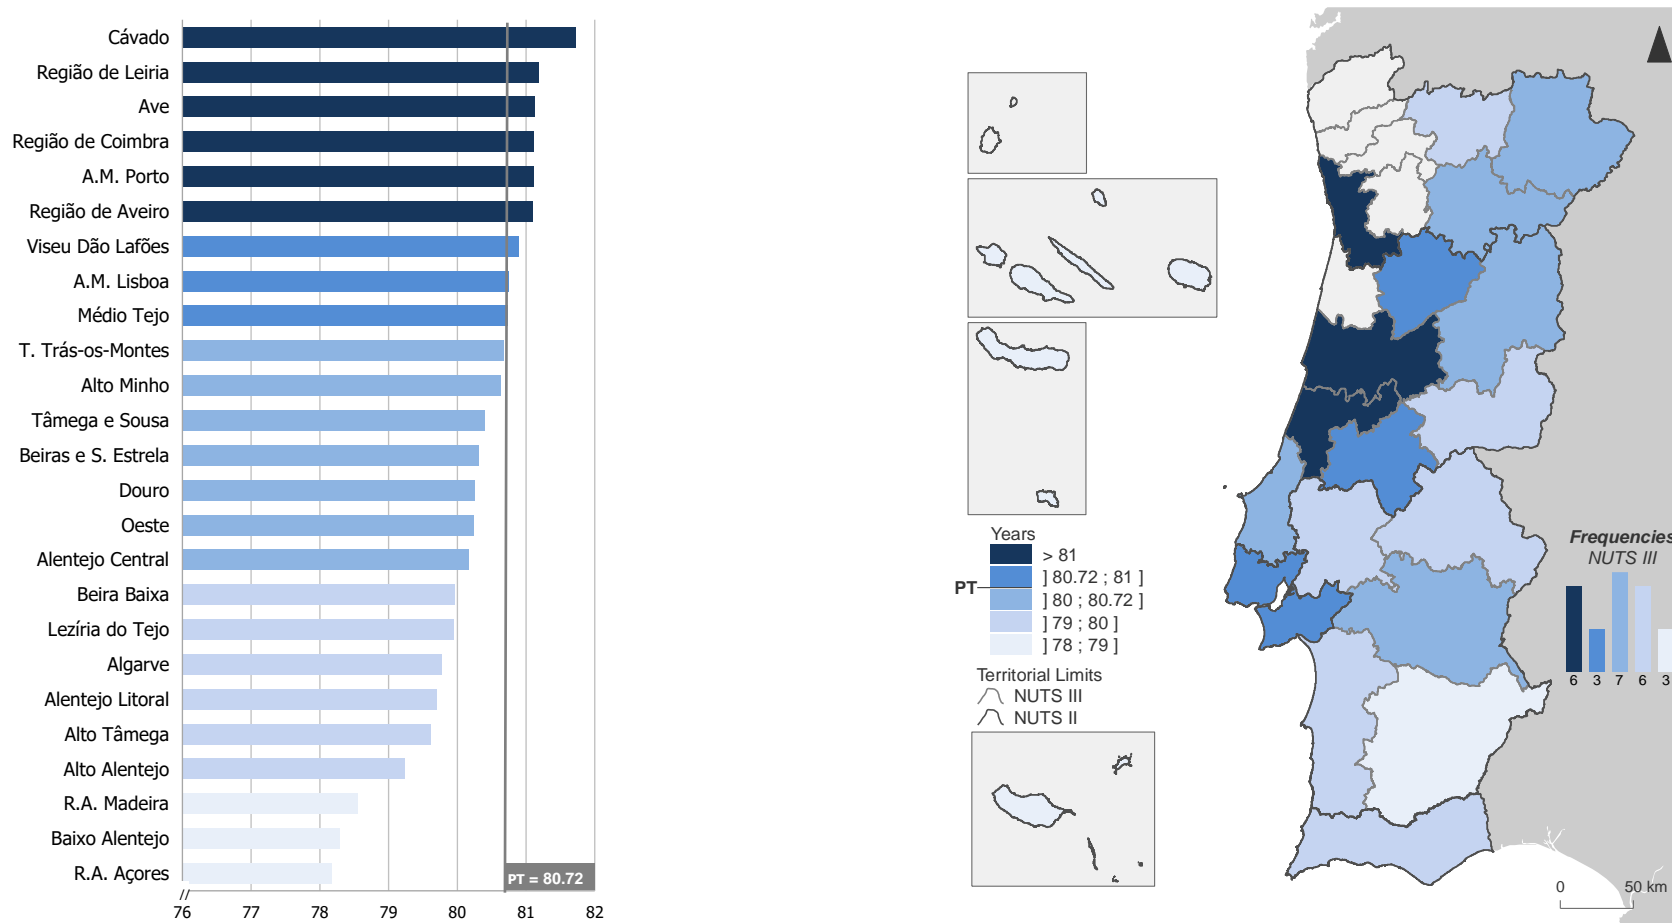 Cávado
Região de Leiria
Ave
Região de Coimbra
A.M. Porto
Região de Aveiro
Viseu Dão Lafões
A.M. Lisboa
Médio Tejo
T. Trás-os-Montes
Alto Minho
Tâmega e Sousa
Beiras e S. Estrela
Douro
Oeste
Alentejo Central
Beira Baixa
Lezíria do Tejo
Algarve
Alentejo Litoral
Alto Tâmega
Alto Alentejo
R.A. Madeira
Baixo Alentejo
R.A. Açores
PT = 80.72
76 77 78 79 80 81 82
Years
> 81
] 80.72 ; 81 ]
PT
] 80 ; 80.72 ]
] 79 ; 80 ]
] 78 ; 79 ]
Territorial Limits
NUTS III
NUTS II
Frequencies
NUTS III
6 3 7 6 3
0 50 km